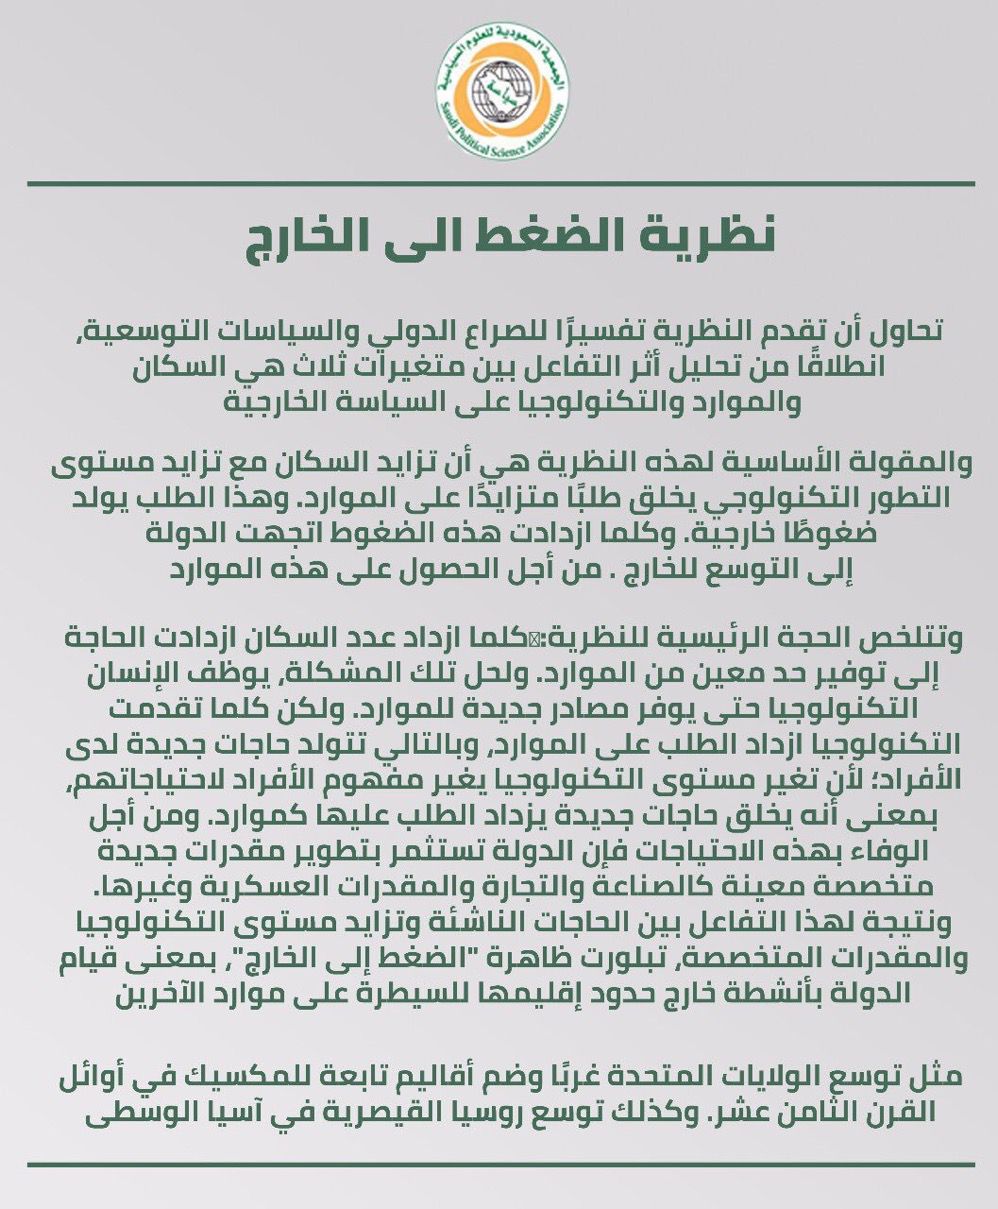 الجمعية السعودية للعلوم السياسية
سياسة
Saudi Political Science Association
نظرية الضغط الى الخارج
تحاول أن تقدم النظرية تفسيرًا للصراع الدولي والسياسات التوسعية،
انطلاقًا من تحليل أثر التفاعل بين متغيرات ثلاث هي السكان
والموارد والتكنولوجيا على السياسة الخارجية
والمقولة الأساسية لهذه النظرية هي أن تزايد السكان مع تزايد مستوى
التطور التكنولوجي يخلق طلبًا متزايدًا على الموارد. وهذا الطلب يولد
ضغوطًا خارجية. وكلما ازدادت هذه الضغوط اتجهت الدولة
إلى التوسع للخارج . من أجل الحصول على هذه الموارد
وتتلخص الحجة الرئيسية للنظرية: كلما ازداد عدد السكان ازدادت الحاجة
إلى توفير حد معين من الموارد. ولحل تلك المشكلة، يوظف الإنسان
التكنولوجيا حتى يوفر مصادر جديدة للموارد. ولكن كلما تقدمت
التكنولوجيا ازداد الطلب على الموارد، وبالتالي تتولد حاجات جديدة لدى
الأفراد؛ لأن تغير مستوى التكنولوجيا يغير مفهوم الأفراد لاحتياجاتهم،
بمعنى أنه يخلق حاجات جديدة يزداد الطلب عليها كموارد. ومن أجل
الوفاء بهذه الاحتياجات فإن الدولة تستثمر بتطوير مقدرات جديدة
متخصصة معينة كالصناعة والتجارة والمقدرات العسكرية وغيرها.
ونتيجة لهذا التفاعل بين الحاجات الناشئة وتزايد مستوى التكنولوجيا
والمقدرات المتخصصة، تبلورت ظاهرة "الضغط إلى الخارج"، بمعنى قيام
الدولة بأنشطة خارج حدود إقليمها للسيطرة على موارد الآخرين
مثل توسع الولايات المتحدة غربًا وضم أقاليم تابعة للمكسيك في أوائل
القرن الثامن عشر. وكذلك توسع روسيا القيصرية في آسيا الوسطى